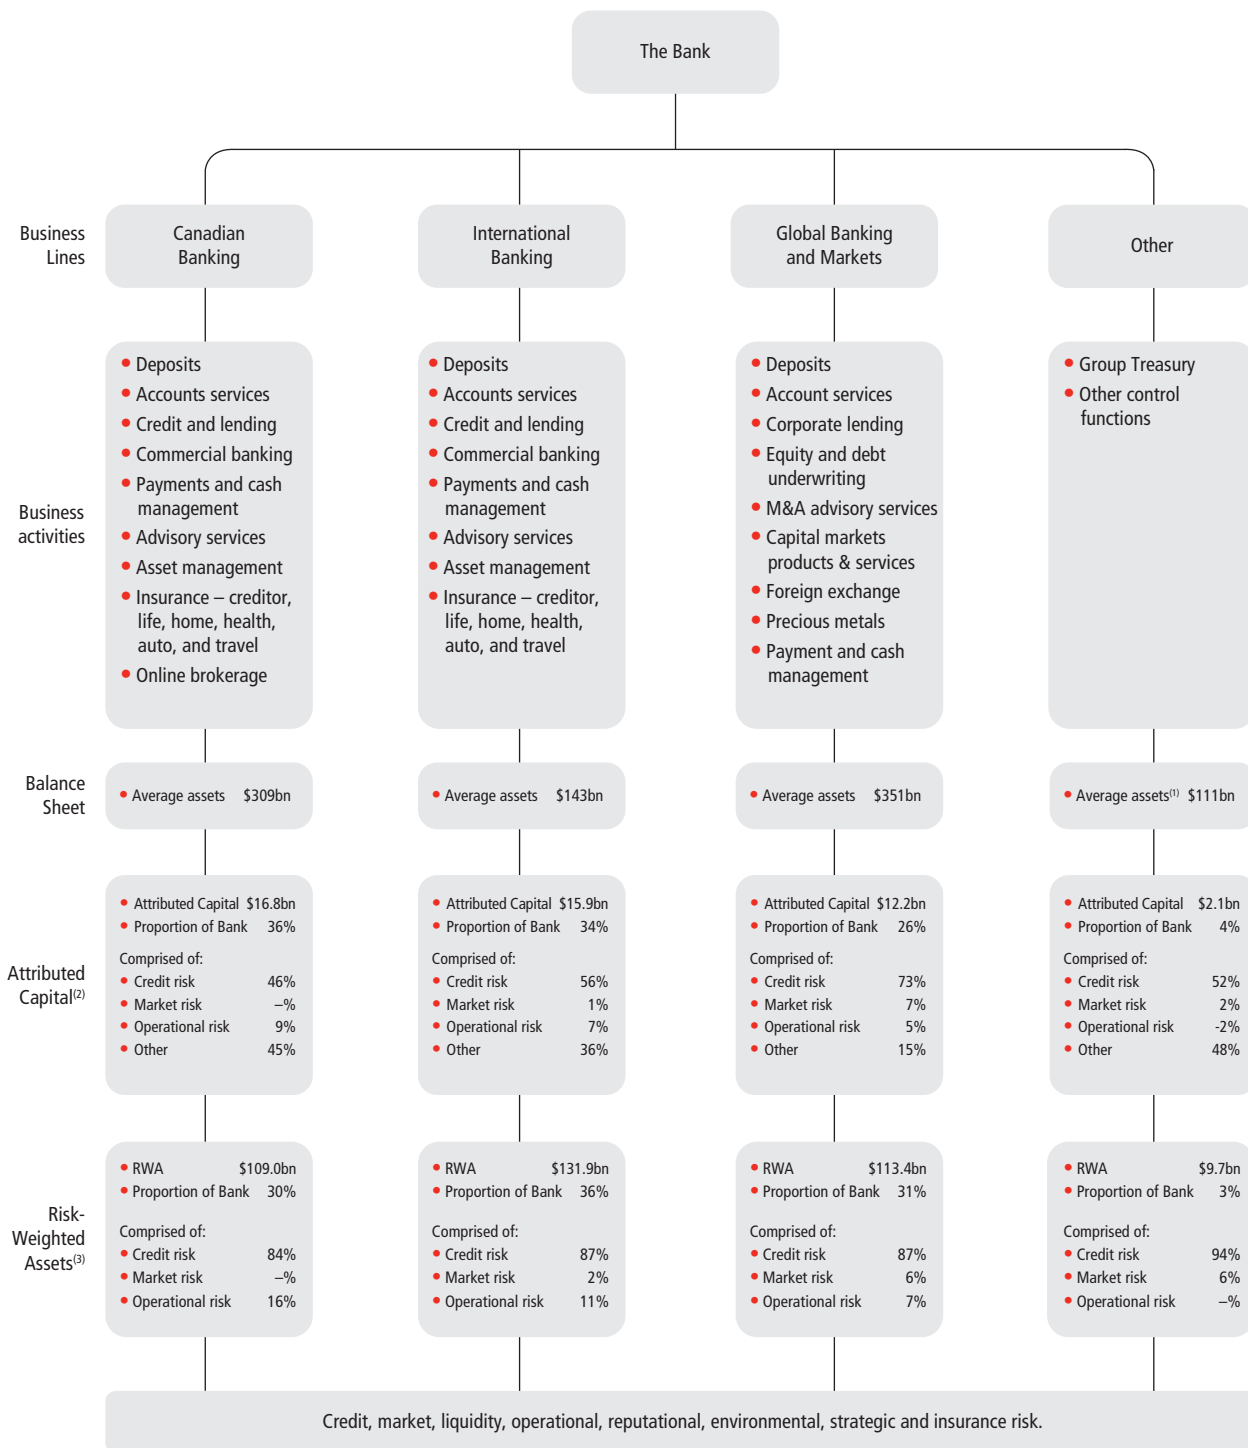 The Bank
Business
Lines
Canadian
Banking
International
Banking
Global Banking
and Markets
Other
Business
activities
• Deposits
• Accounts services
• Credit and lending
• Commercial banking
• Payments and cash
management
• Advisory services
• Asset management
• Insurance – creditor,
life, home, health,
auto, and travel
• Online brokerage
• Deposits
• Accounts services
• Credit and lending
• Commercial banking
• Payments and cash
management
• Advisory services
• Asset management
• Insurance – creditor,
life, home, health,
auto, and travel
• Deposits
• Account services
• Corporate lending
• Equity and debt
underwriting
• M&A advisory services
• Capital markets
products & services
• Foreign exchange
• Precious metals
• Payment and cash
management
• Group Treasury
• Other control
functions
Balance
Sheet
• Average assets $309bn
• Average assets $143bn
• Average assets $351bn
• Average assets(1) $111bn
Attributed
Capital(2)
• Attributed Capital $16.8bn
• Proportion of Bank 36%
Comprised of:
• Credit risk 46%
• Market risk –%
• Operational risk 9%
• Other 45%
• Attributed Capital $15.9bn
• Proportion of Bank 34%
Comprised of:
• Credit risk 56%
• Market risk 1%
• Operational risk 7%
• Other 36%
• Attributed Capital $12.2bn
• Proportion of Bank 26%
Comprised of:
• Credit risk 73%
• Market risk 7%
• Operational risk 5%
• Other 15%
• Attributed Capital $2.1bn
• Proportion of Bank 4%
Comprised of:
• Credit risk 52%
• Market risk 2%
• Operational risk -2%
• Other 48%
Risk-
Weighted
Assets(3)
• RWA $109.0bn
• Proportion of Bank 30%
Comprised of:
• Credit risk 84%
• Market risk –%
• Operational risk 16%
• RWA $131.9bn
• Proportion of Bank 36%
Comprised of:
• Credit risk 87%
• Market risk 2%
• Operational risk 11%
• RWA $113.4bn
• Proportion of Bank 31%
Comprised of:
• Credit risk 87%
• Market risk 6%
• Operational risk 7%
• RWA $9.7bn
• Proportion of Bank 3%
Comprised of:
• Credit risk 94%
• Market risk 6%
• Operational risk –%
Credit, market, liquidity, operational, reputational, environmental, strategic and insurance risk.